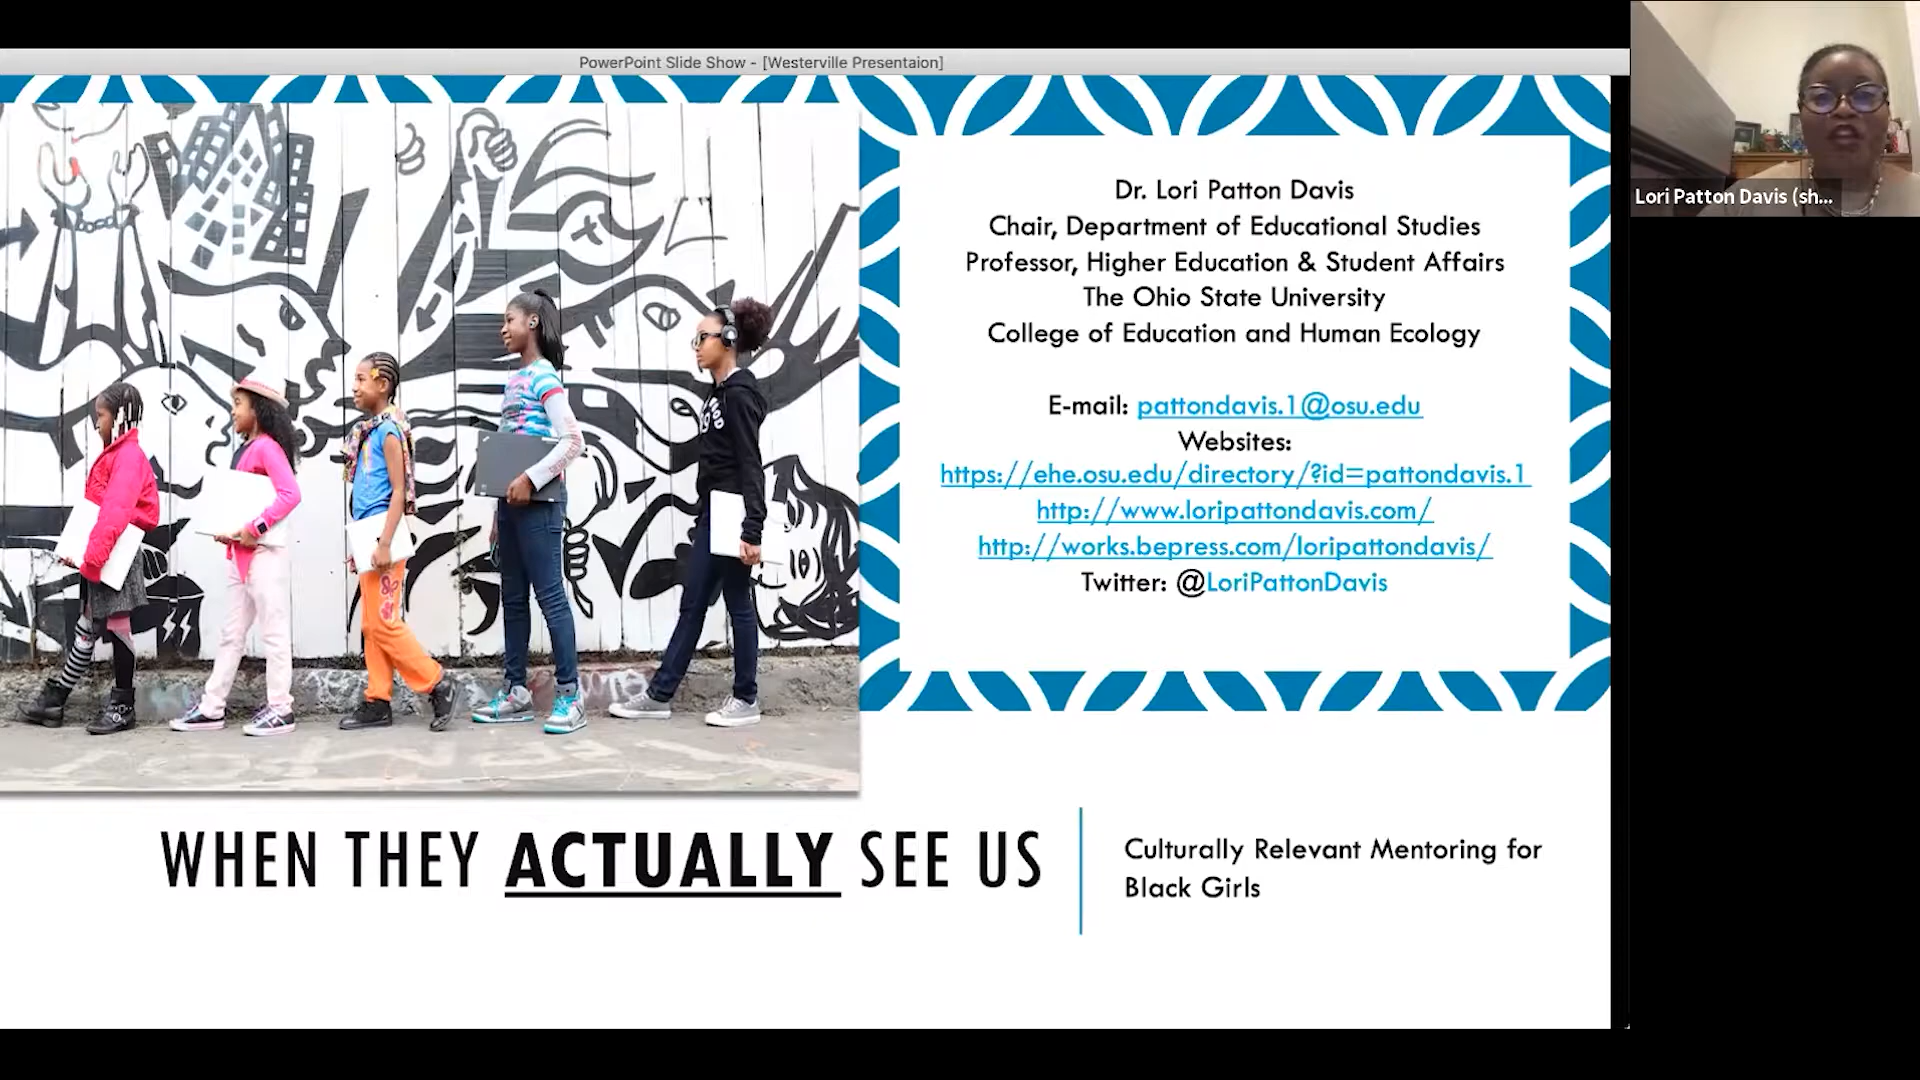 PowerPoint Slide Show - [Westerville Presentaion]
Dr. Lori Patton Davis
Chair, Department of Educational Studies
Professor, Higher Education & Student Affairs
The Ohio State University
College of Education and Human Ecology
E-mail: pattondavis.1@osu.edu
Websites:
https://ehe.osu.edu/directory/?id=pattondavis.1
http://www.loripattondavis.com/
http://works.bepress.com/loripattondavis/
Twitter: @LoriPattonDavis
WHEN THEY ACTUALLY SEE US
Culturally Relevant Mentoring for
Black Girls
Lori Patton Davis (sh...